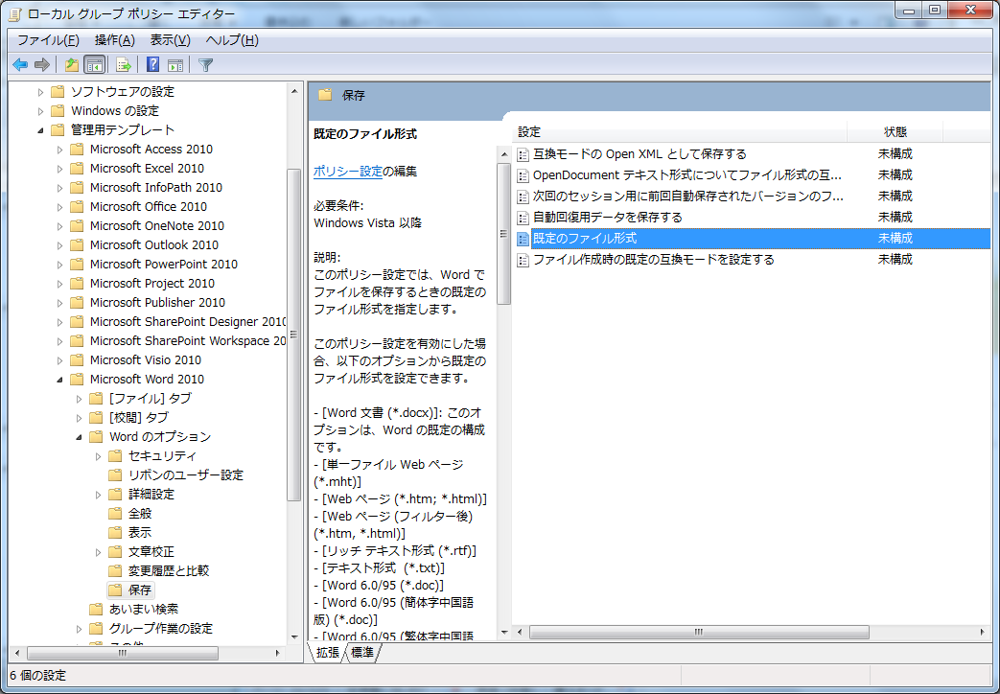 ローカル グループ ポリシー エディター
ファイル(F) 操作(A) 表示(V) ヘルプ(H)
ソフトウェアの設定
Windows の設定
管理用テンプレート
Microsoft Access 2010
Microsoft Excel 2010
Microsoft InfoPath 2010
Microsoft Office 2010
Microsoft OneNote 2010
Microsoft Outlook 2010
Microsoft PowerPoint 2010
Microsoft Project 2010
Microsoft Publisher 2010
Microsoft SharePoint Designer 2010
Microsoft SharePoint Workspace 20
Microsoft Visio 2010
Microsoft Word 2010
[ファイル] タブ
[校閲] タブ
Word のオプション
セキュリティ
リボンのユーザー設定
詳細設定
全般
表示
文章校正
変更履歴と比較
保存
あいまい検索
グループ作業の設定
保存
既定のファイル形式
ポリシー設定の編集
必要条件:
Windows Vista 以降
説明:
このポリシー設定では、Word で
ファイルを保存するときの既定の
ファイル形式を指定します。
このポリシー設定を有効にした場
合、以下のオプションから既定の
ファイル形式を設定できます。
- [Word 文書 (*.docx)]: このオ
プションは、Word の既定の構成
です。
- [単一ファイル Web ページ
(*.mht)]
- [Web ページ (*.htm; *.html)]
- [Web ページ (フィルター後)
(*.htm, *.html)]
- [リッチ テキスト形式 (*.rtf)]
- [テキスト形式 (*.txt)]
- [Word 6.0/95 (*.doc)]
- [Word 6.0/95 (簡体字中国語
版) (*.doc)]
- [Word 6.0/95 (繁体字中国語
設定 状態
互換モードの Open XML として保存する 未構成
OpenDocument テキスト形式についてファイル形式の互... 未構成
次回のセッション用に前回自動保存されたバージョンのフ... 未構成
自動回復用データを保存する 未構成
既定のファイル形式 未構成
ファイル作成時の既定の互換モードを設定する 未構成
拡張 標準
6 個の設定